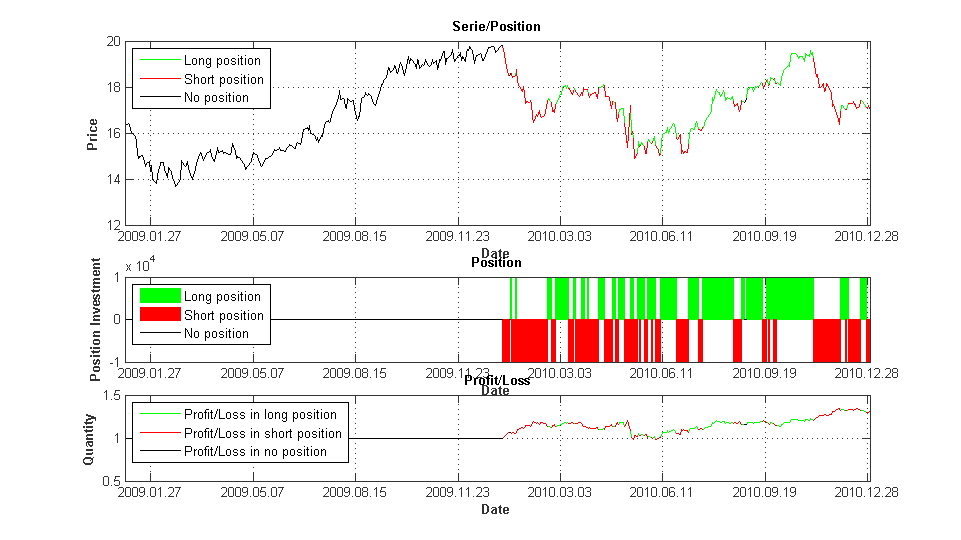 Serie/Position
20
18
16
14
12
Price
Long position
Short position
No position
2009.01.27 2009.05.07 2009.08.15 2009.11.23 2010.03.03 2010.06.11 2010.09.19 2010.12.28
Date
Position
x 10^4
1
0
-1
Position Investment
Long position
Short position
No position
2009.01.27 2009.05.07 2009.08.15 2009.11.23 2010.03.03 2010.06.11 2010.09.19 2010.12.28
Date
Profit/Loss
1.5
1
0.5
Quantity
Profit/Loss in long position
Profit/Loss in short position
Profit/Loss in no position
2009.01.27 2009.05.07 2009.08.15 2009.11.23 2010.03.03 2010.06.11 2010.09.19 2010.12.28
Date